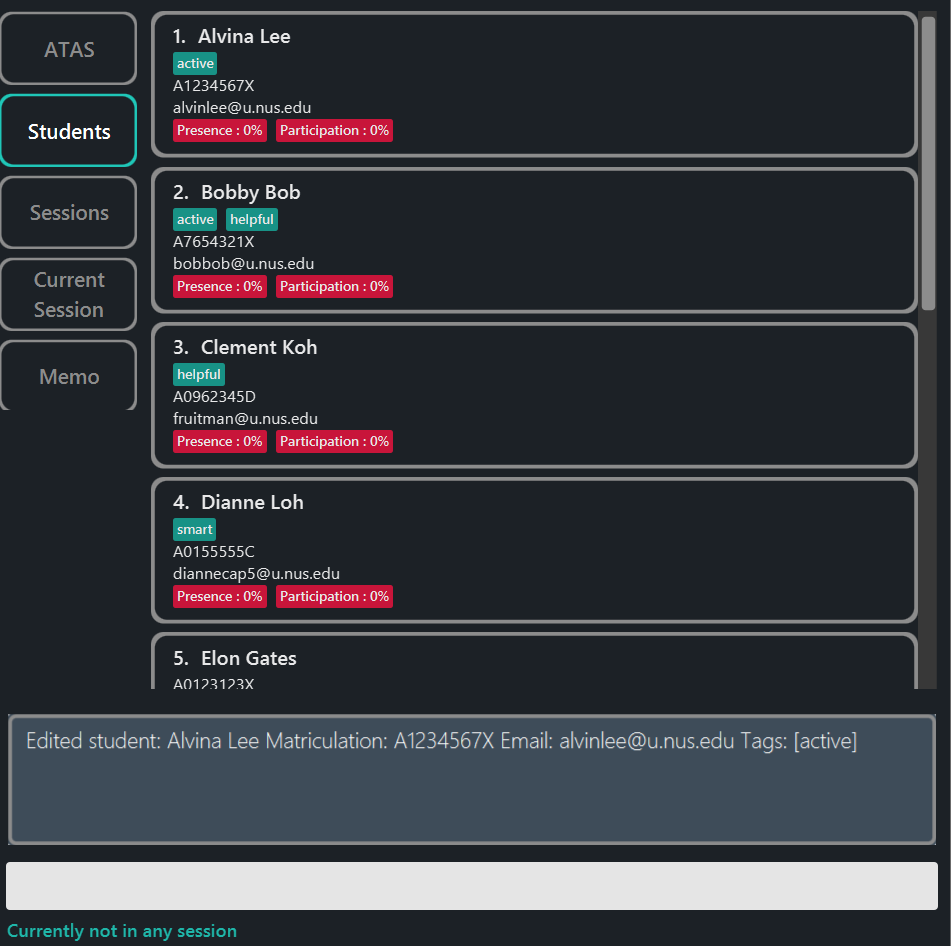 ATAS
Students
Sessions
Current
Session
Memo
1. Alvina Lee
active
A1234567X
alvinlee@u.nus.edu
Presence : 0% Participation : 0%
2. Bobby Bob
active helpful
A7654321X
bobbob@u.nus.edu
Presence : 0% Participation : 0%
3. Clement Koh
helpful
A0962345D
fruitman@u.nus.edu
Presence : 0% Participation : 0%
4. Dianne Loh
smart
A0155555C
diannecap5@u.nus.edu
Presence : 0% Participation : 0%
5. Elon Gates
A0123123X
Edited student: Alvina Lee Matriculation: A1234567X Email: alvinlee@u.nus.edu Tags: [active]
Currently not in any session